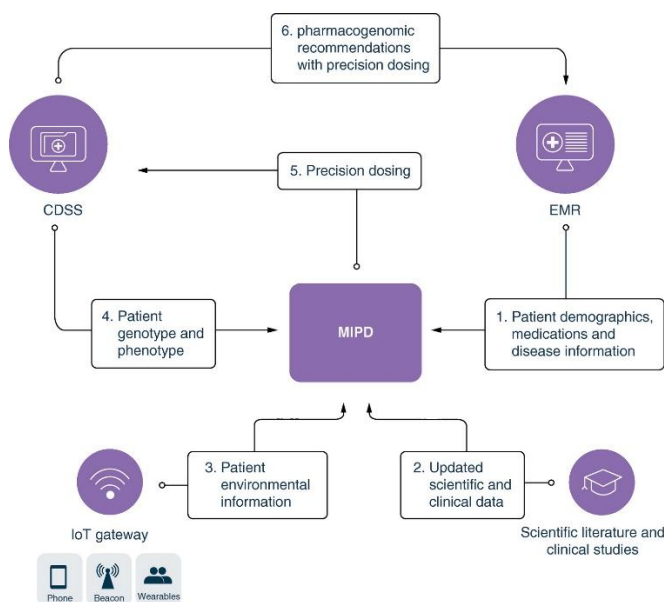 6. pharmacogenomic
recommendations
with precision dosing
CDSS
5. Precision dosing
EMR
4. Patient
genotype and
phenotype
MIPD
1. Patient demographics,
medications and
disease information
3. Patient
environmental
information
2. Updated
scientific and
clinical data
IoT gateway
Scientific literature and
clinical studies
Phone
Beacon
Wearables